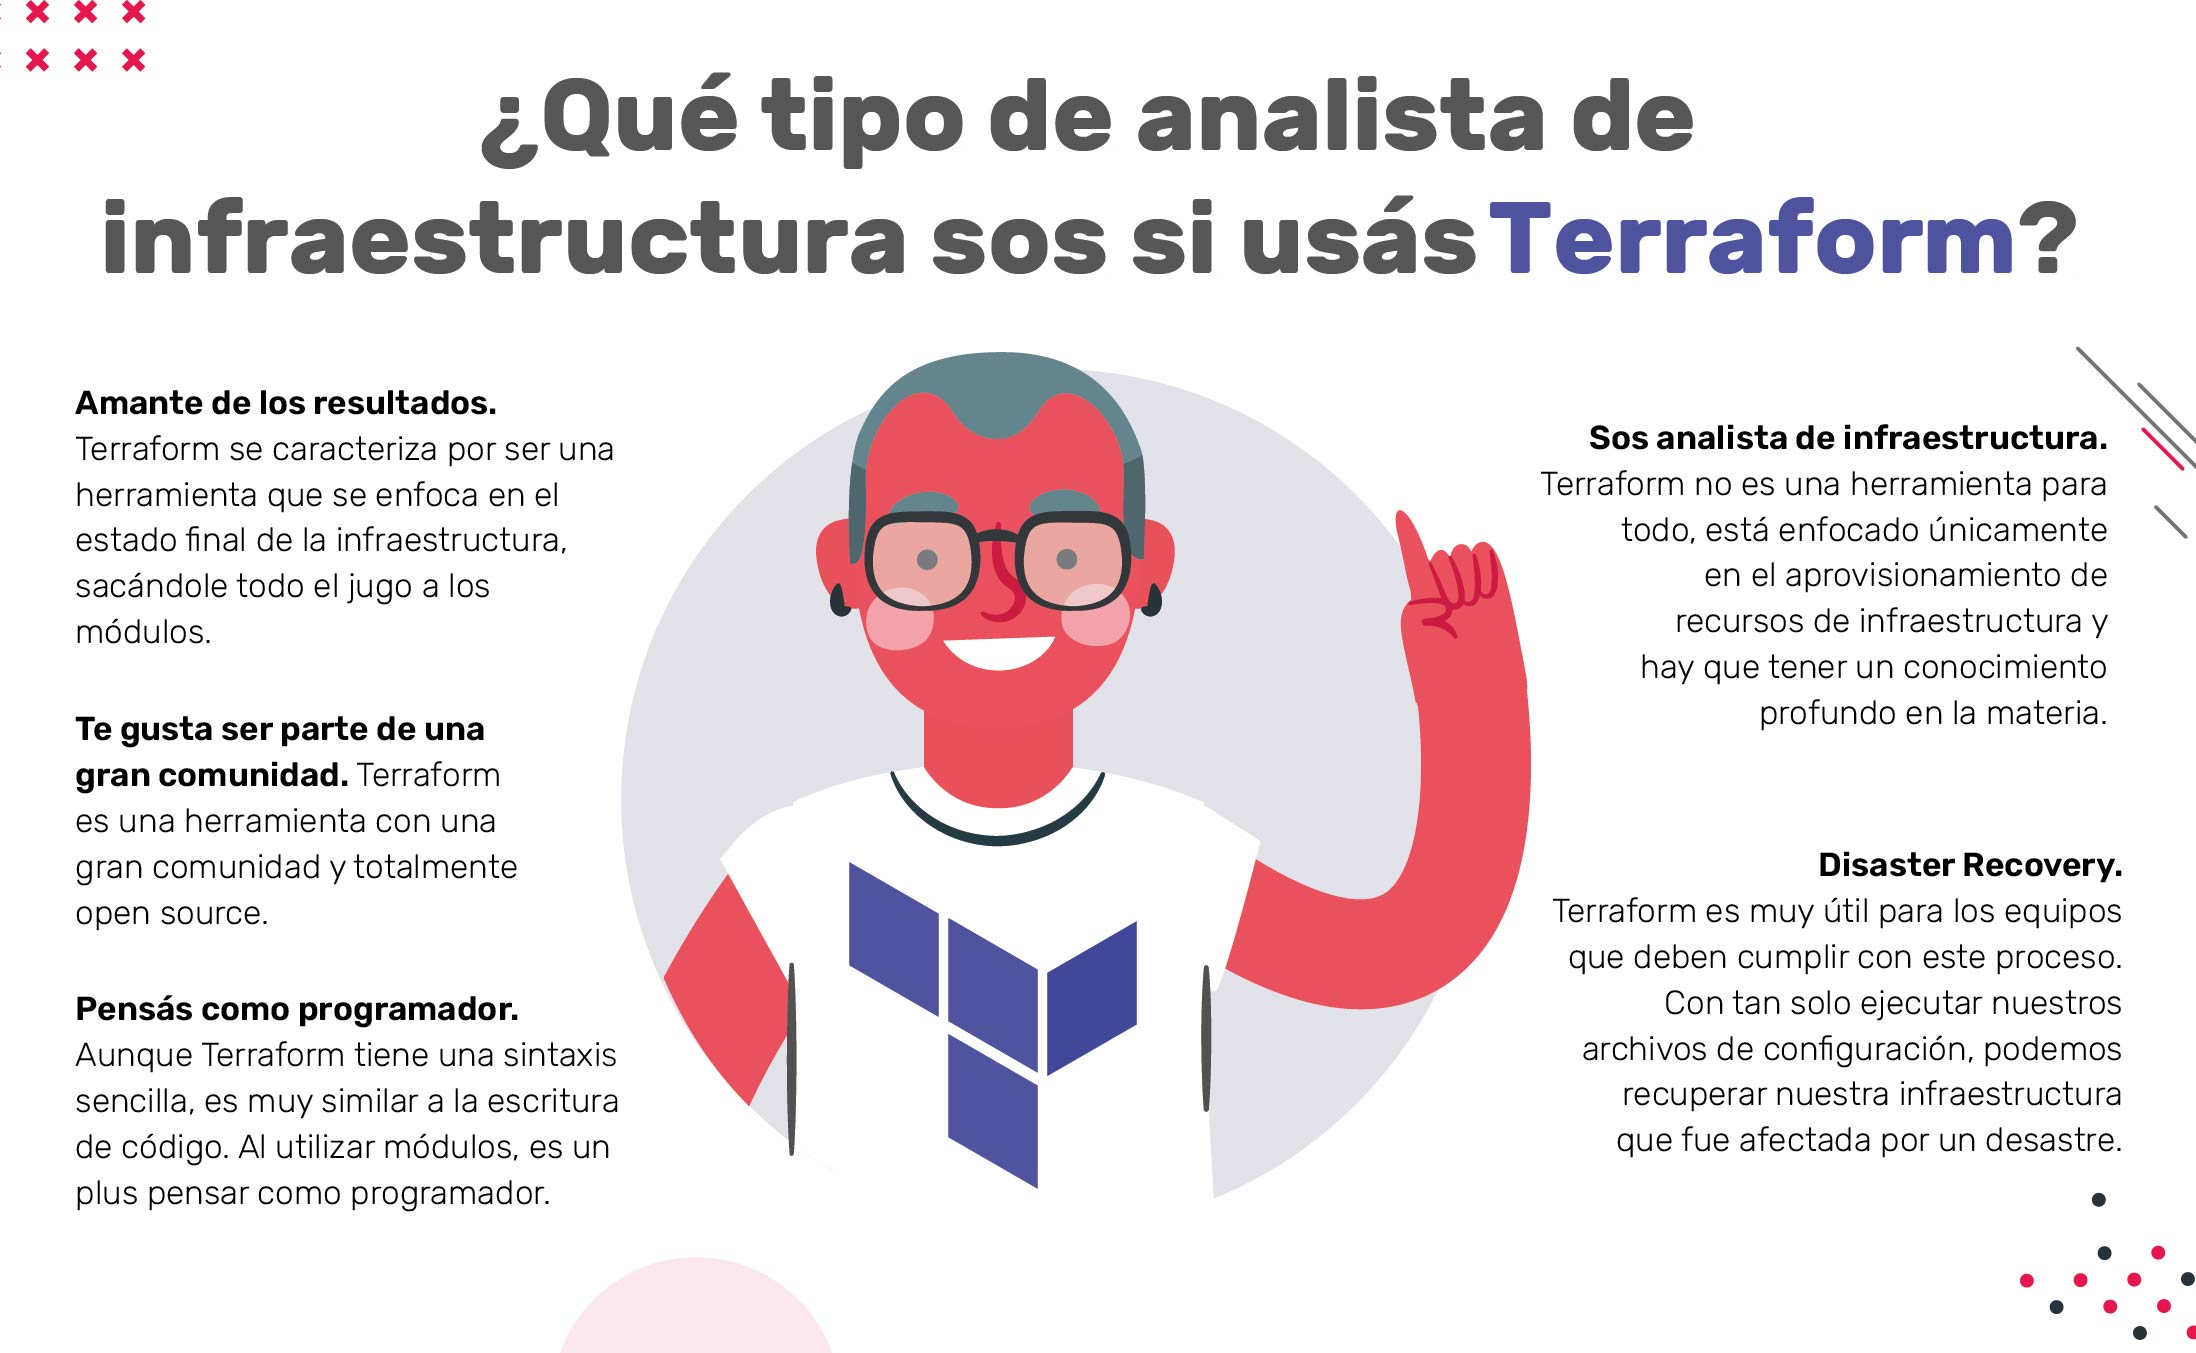 ¿Qué tipo de analista de
infraestructura sos si usás Terraform?
Amante de los resultados.
Terraform se caracteriza por ser una
herramienta que se enfoca en el
estado final de la infraestructura,
sacándole todo el jugo a los
módulos.
Te gusta ser parte de una
gran comunidad. Terraform
es una herramienta con una
gran comunidad y totalmente
open source.
Pensás como programador.
Aunque Terraform tiene una sintaxis
sencilla, es muy similar a la escritura
de código. Al utilizar módulos, es un
plus pensar como programador.
Sos analista de infraestructura.
Terraform no es una herramienta para
todo, está enfocado únicamente
en el aprovisionamiento de
recursos de infraestructura y
hay que tener un conocimiento
profundo en la materia.
Disaster Recovery.
Terraform es muy útil para los equipos
que deben cumplir con este proceso.
Con tan solo ejecutar nuestros
archivos de configuración, podemos
recuperar nuestra infraestructura
que fue afectada por un desastre.